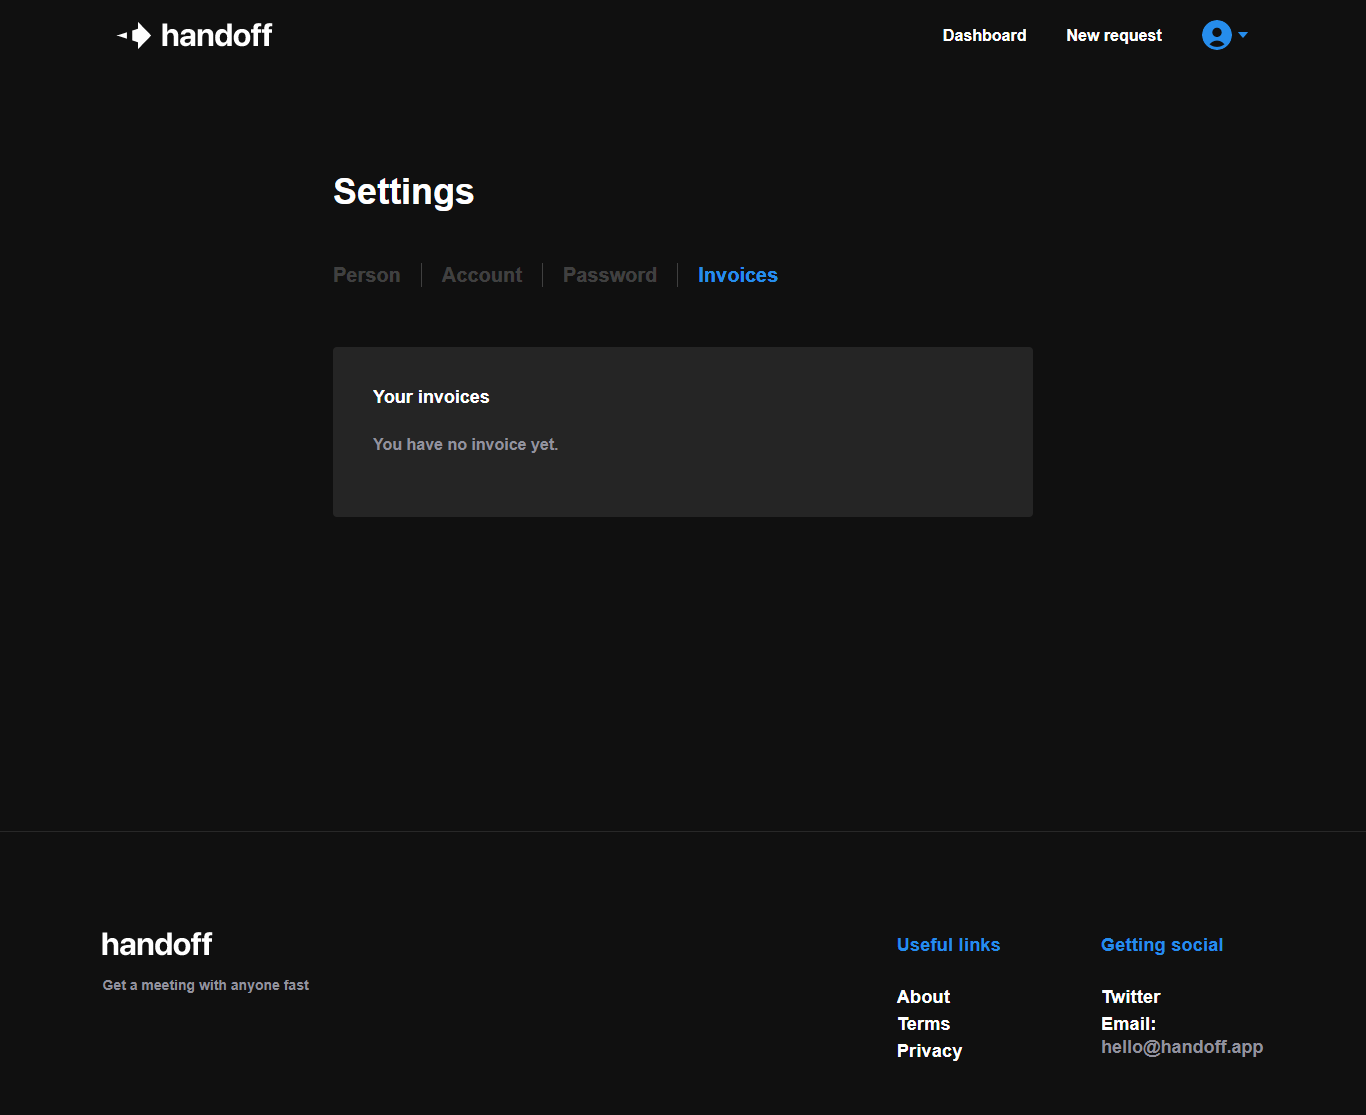 handoff
Dashboard
New request
Settings
Person
Account
Password
Invoices
Your invoices
You have no invoice yet.
handoff
Get a meeting with anyone fast
Useful links
About
Terms
Privacy
Getting social
Twitter
Email:
hello@handoff.app